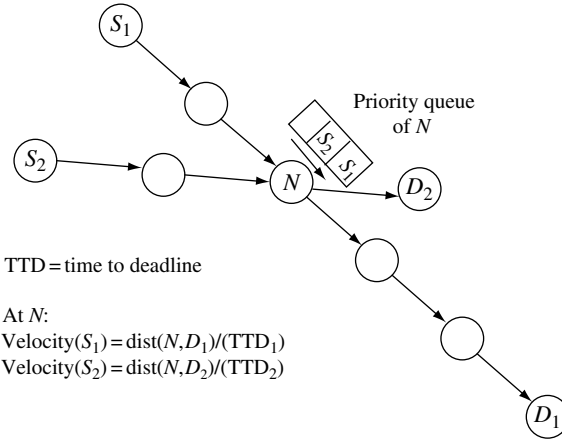 S₁
Priority queue
of N
S₂
S₁
S₂
N
D₂
TTD = time to deadline
At N:
Velocity(S₁) = dist(N,D₁)/(TTD₁)
Velocity(S₂) = dist(N,D₂)/(TTD₂)
D₁